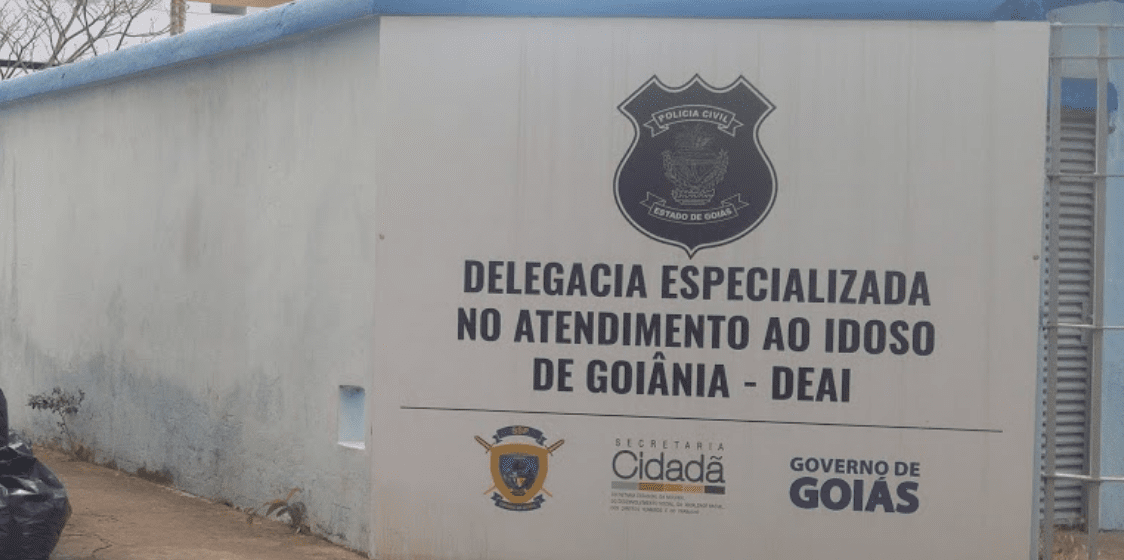 POLÍCIA CIVIL
ESTADO DE GOIÁS
DELEGACIA ESPECIALIZADA
NO ATENDIMENTO AO IDOSO
DE GOIÂNIA - DEAI
SSP
SECRETARIA
Cidadã
GOVERNO DE
GOIÁS